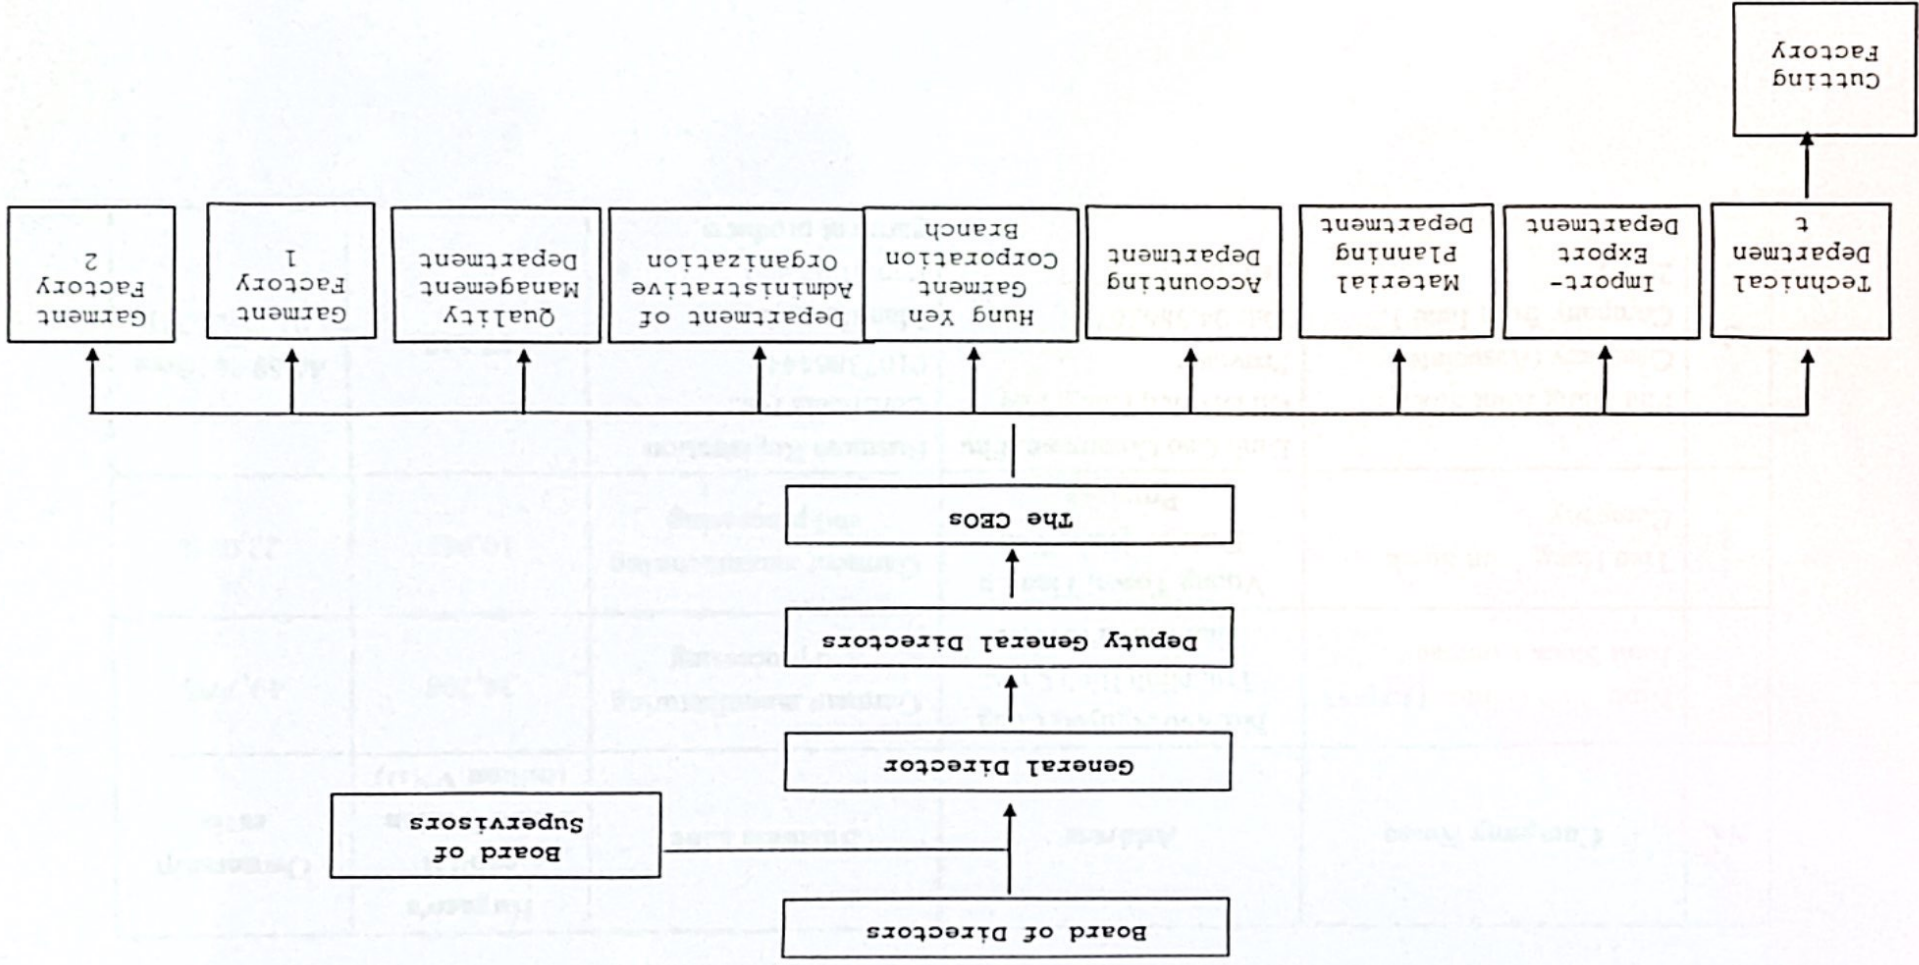 Board of Directors
Board of
Supervisors
General Director
Deputy General Directors
The CEOs
Technical
Departmen
t
Import-
Export
Department
Material
Planning
Department
Accounting
Department
Hung Yen
Garment.
Corporation
Branch
Department of
Administrative
Organization
Quality
Management
Department
Garment
Factory
1
Garment
Factory
2
Cutting
Factory